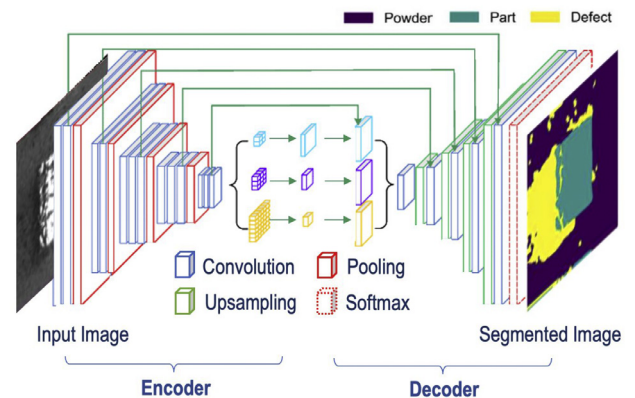 Powder Part Defect
Convolution Pooling
Upsampling Softmax
Input Image Segmented Image
Encoder Decoder